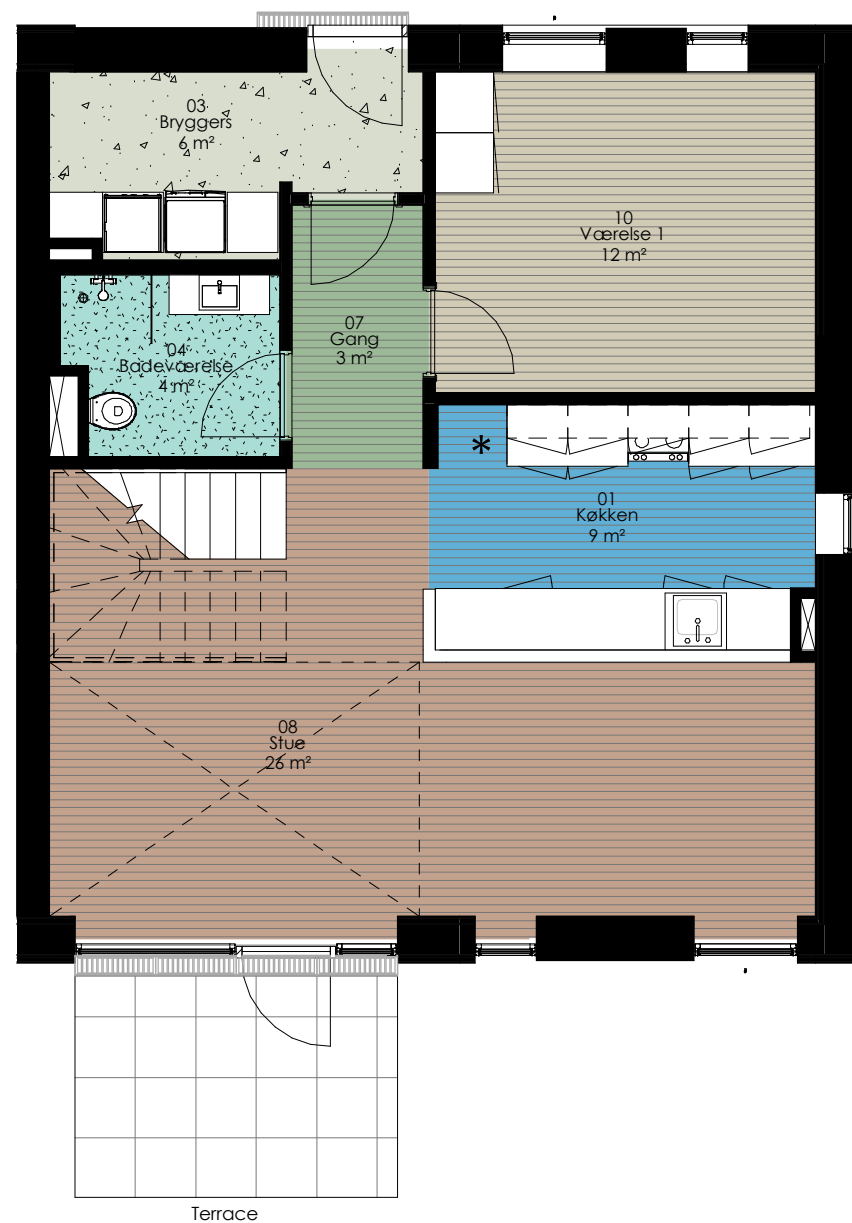 03
Bryggers
6 m²
10
Værelse 1
12 m²
07
Gang
3 m²
04
Badeværelse
4 m²
*
01
Køkken
9 m²
08
Stue
26 m²
Terrace